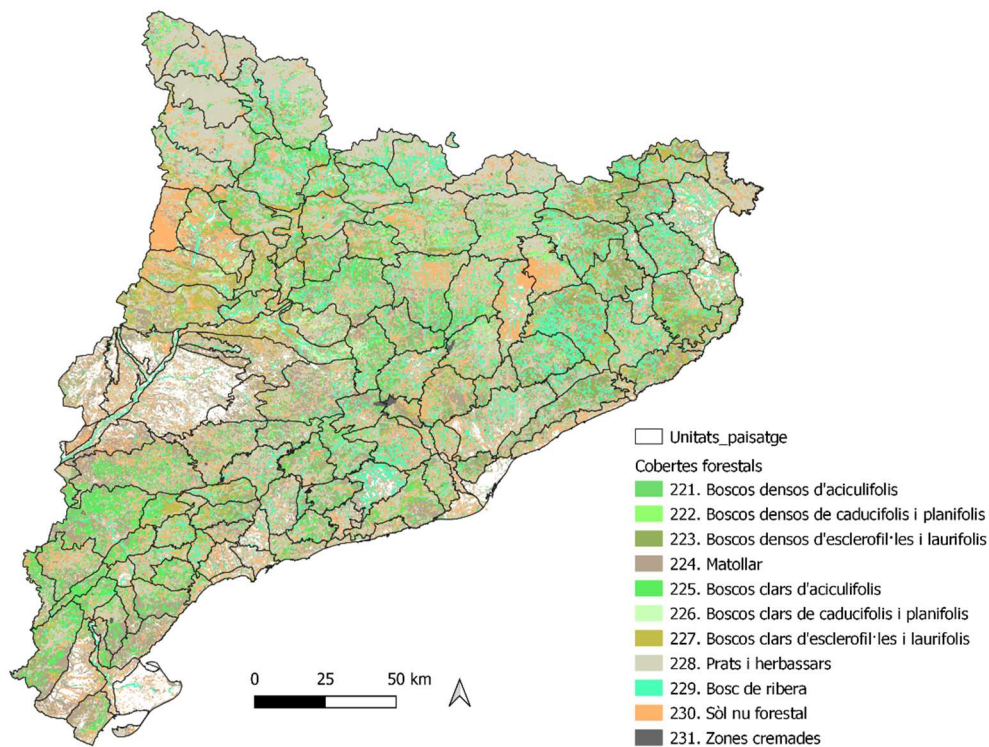 Unitats_paisatge
Cobertes forestals
221. Boscos densos d'aciculifolis
222. Boscos densos de caducifolis i planifolis
223. Boscos densos d'esclerofil·les i laurifolis
224. Matollar
225. Boscos clars d'aciculifolis
226. Boscos clars de caducifolis i planifolis
227. Boscos clars d'esclerofil·les i laurifolis
228. Prats i herbassars
229. Bosc de ribera
230. Sòl nu forestal
231. Zones cremades
0 25 50 km